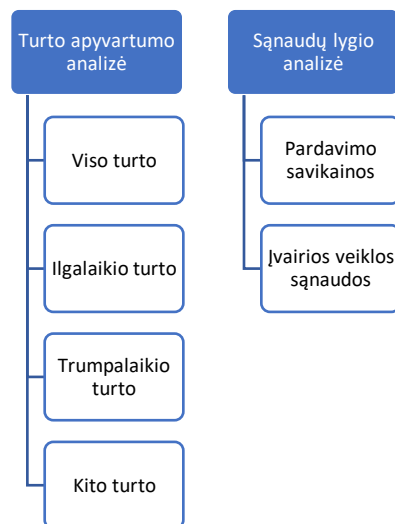 Turto apyvartumo
analizė
Viso turto
Ilgalaikio turto
Trumpalaikio
turto
Kito turto
Sąnaudų lygio
analizė
Pardavimo
savikainos
Įvairios veiklos
sąnaudos